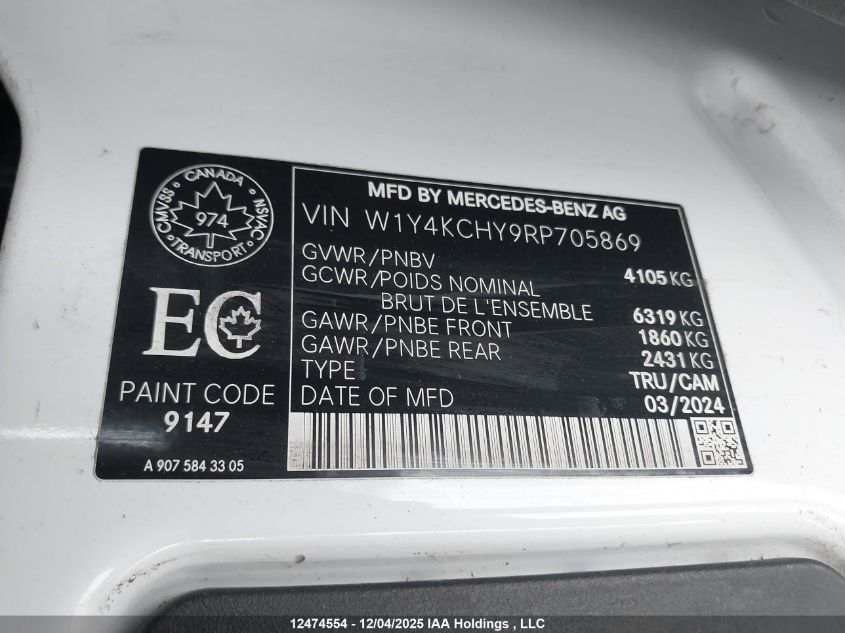 CANADA
CMVSS
NSVAC
974
TRANSPORT
EC
PAINT CODE
9147
A 907 584 33 05
MFD BY MERCEDES-BENZ AG
VIN W1Y4KCHY9RP705869
GVWR/PNBV 4105 KG
GCWR/POIDS NOMINAL
BRUT DE L'ENSEMBLE 6319 KG
GAWR/PNBE FRONT 1860 KG
GAWR/PNBE REAR 2431 KG
TYPE TRU/CAM
DATE OF MFD 03/2024
12474554 - 12/04/2025 IAA Holdings , LLC